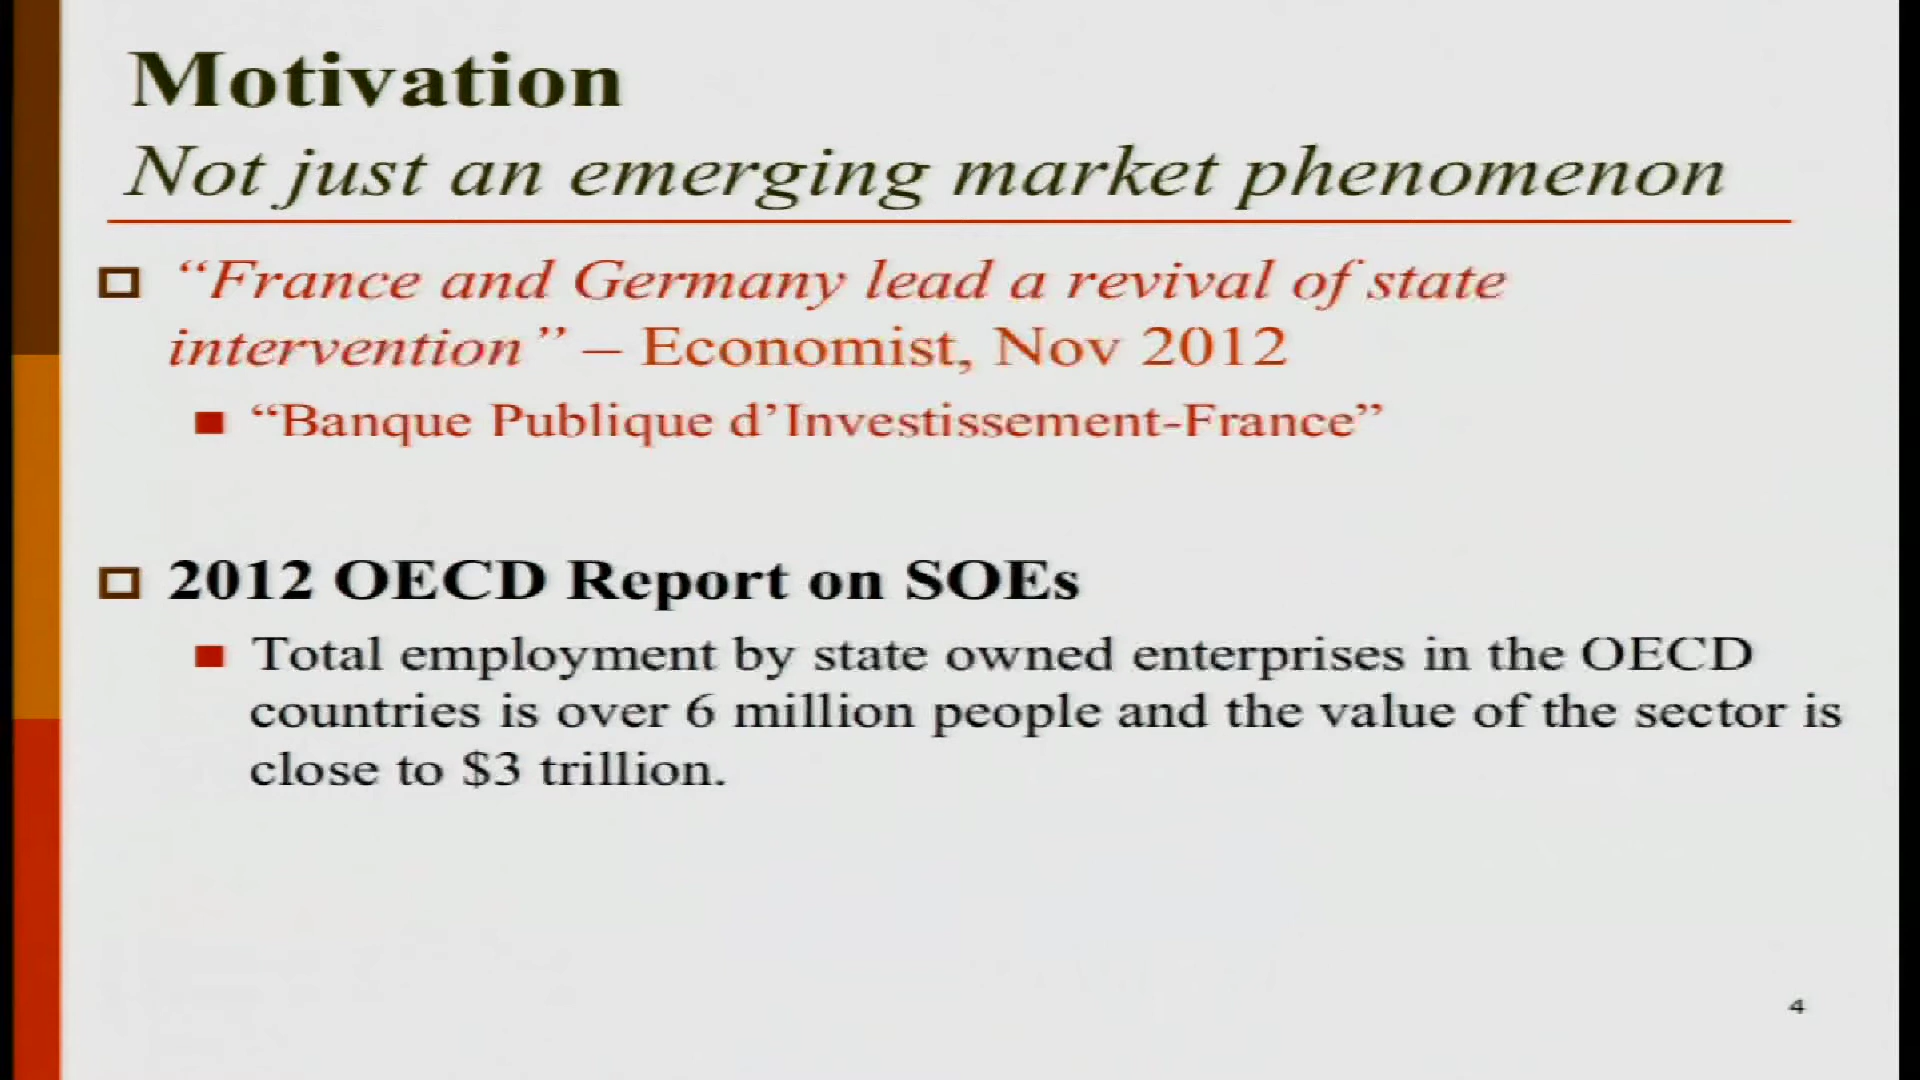 Motivation
Not just an emerging market phenomenon
“France and Germany lead a revival of state
intervention” – Economist, Nov 2012
“Banque Publique d’Investissement-France”
2012 OECD Report on SOEs
Total employment by state owned enterprises in the OECD
countries is over 6 million people and the value of the sector is
close to $3 trillion.
4